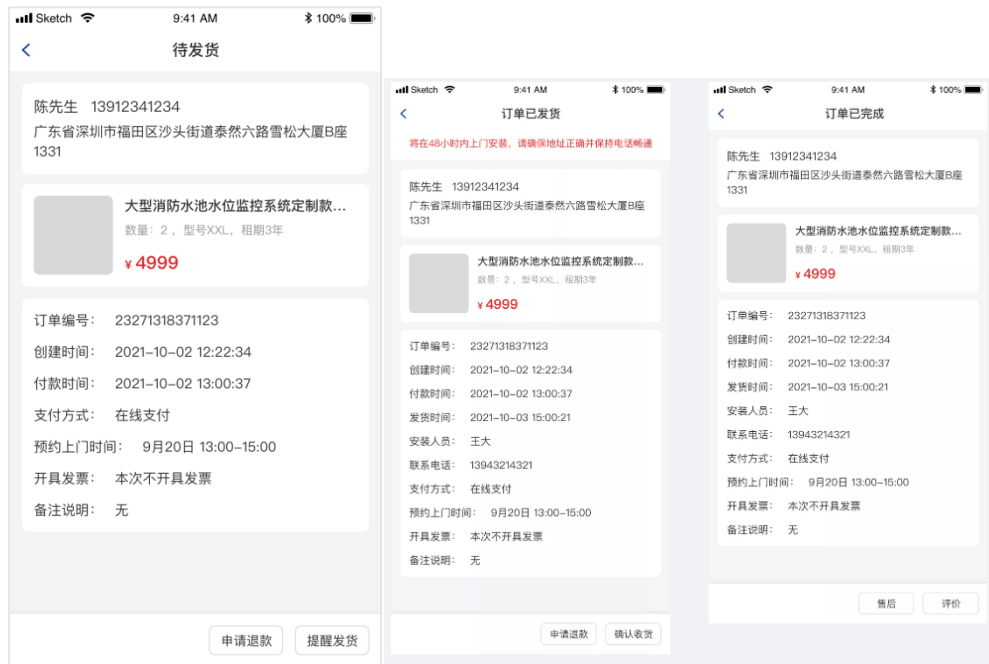 Sketch 9:41 AM 100%
待发货
陈先生 13912341234
广东省深圳市福田区沙头街道泰然六路雪松大厦B座
1331
大型消防水池水位监控系统定制款...
数量：2 ，型号XXL，租期3年
¥ 4999
订单编号： 23271318371123
创建时间： 2021-10-02 12:22:34
付款时间： 2021-10-02 13:00:37
支付方式： 在线支付
预约上门时间： 9月20日 13:00-15:00
开具发票： 本次不开具发票
备注说明： 无
申请退款 提醒发货
Sketch 9:41 AM 100%
订单已发货
将在48小时内上门安装，请确保地址正确并保持电话畅通
陈先生 13912341234
广东省深圳市福田区沙头街道泰然六路雪松大厦B座
1331
大型消防水池水位监控系统定制款...
数量：2 ，型号XXL，租期3年
¥ 4999
订单编号： 23271318371123
创建时间： 2021-10-02 12:22:34
付款时间： 2021-10-02 13:00:37
发货时间： 2021-10-03 15:00:21
安装人员： 王大
联系电话： 13943214321
支付方式： 在线支付
预约上门时间： 9月20日 13:00-15:00
开具发票： 本次不开具发票
备注说明： 无
申请退款 确认收货
Sketch 9:41 AM 100%
订单已完成
陈先生 13912341234
广东省深圳市福田区沙头街道泰然六路雪松大厦B座
1331
大型消防水池水位监控系统定制款...
数量：2 ，型号XXL，租期3年
¥ 4999
订单编号： 23271318371123
创建时间： 2021-10-02 12:22:34
付款时间： 2021-10-02 13:00:37
发货时间： 2021-10-03 15:00:21
安装人员： 王大
联系电话： 13943214321
支付方式： 在线支付
预约上门时间： 9月20日 13:00-15:00
开具发票： 本次不开具发票
备注说明： 无
售后 评价